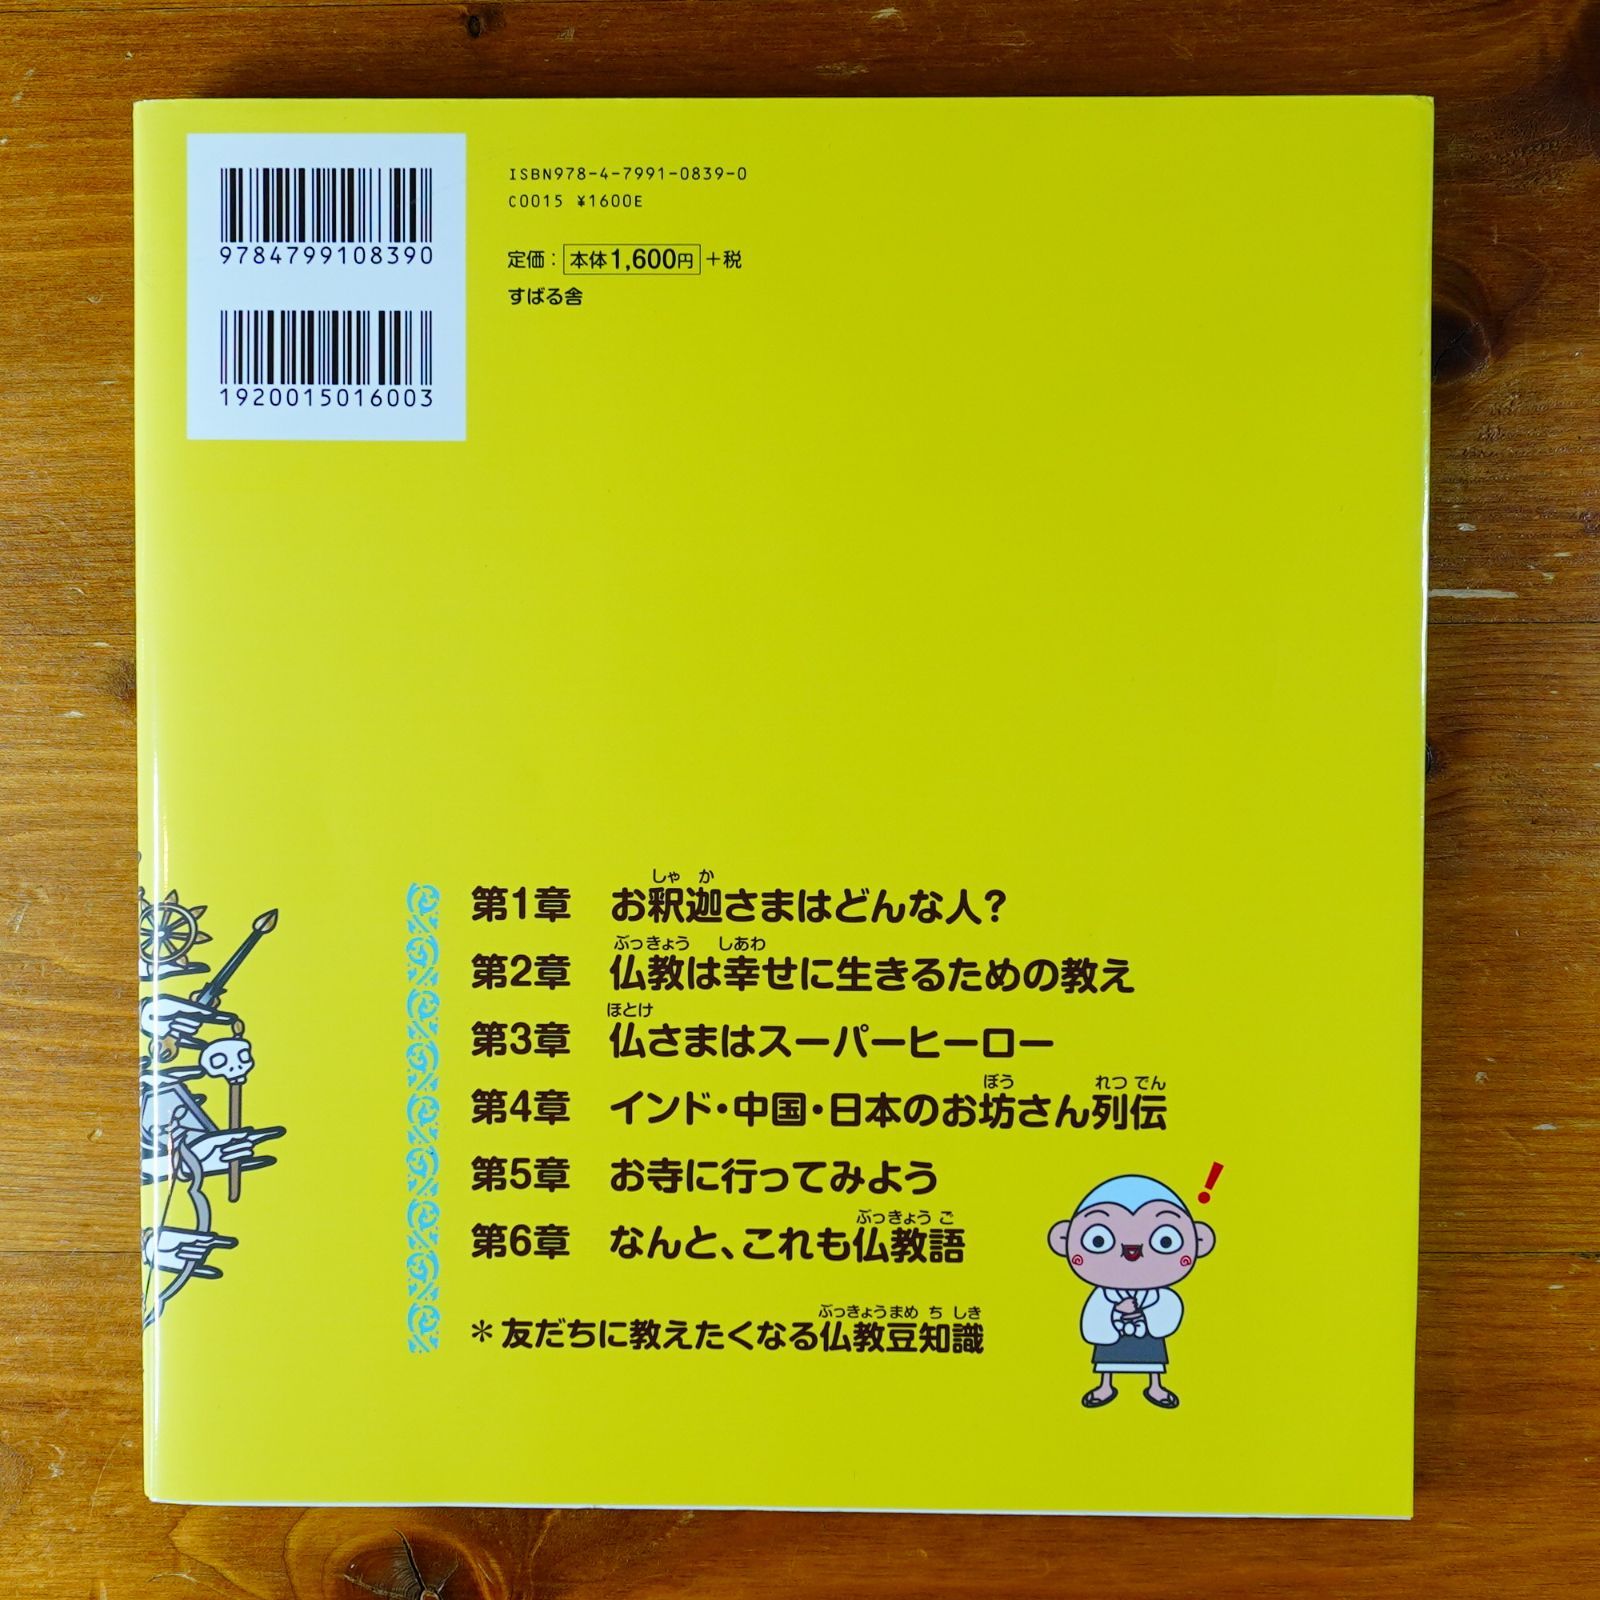 9784799108390
1920015016003
ISBN978-4-7991-0839-0
C0015 ¥1600E
定価：本体1,600円＋税
すばる舎
しゃ か
第1章 お釈迦さまはどんな人？
ぶっきょう しあわ
第2章 仏教は幸せに生きるための教え
ほとけ
第3章 仏さまはスーパーヒーロー
ぼう れつ でん
第4章 インド・中国・日本のお坊さん列伝
第5章 お寺に行ってみよう
ぶっきょう ご
第6章 なんと、これも仏教語
ぶっきょうまめ ち しき
＊友だちに教えたくなる仏教豆知識
!